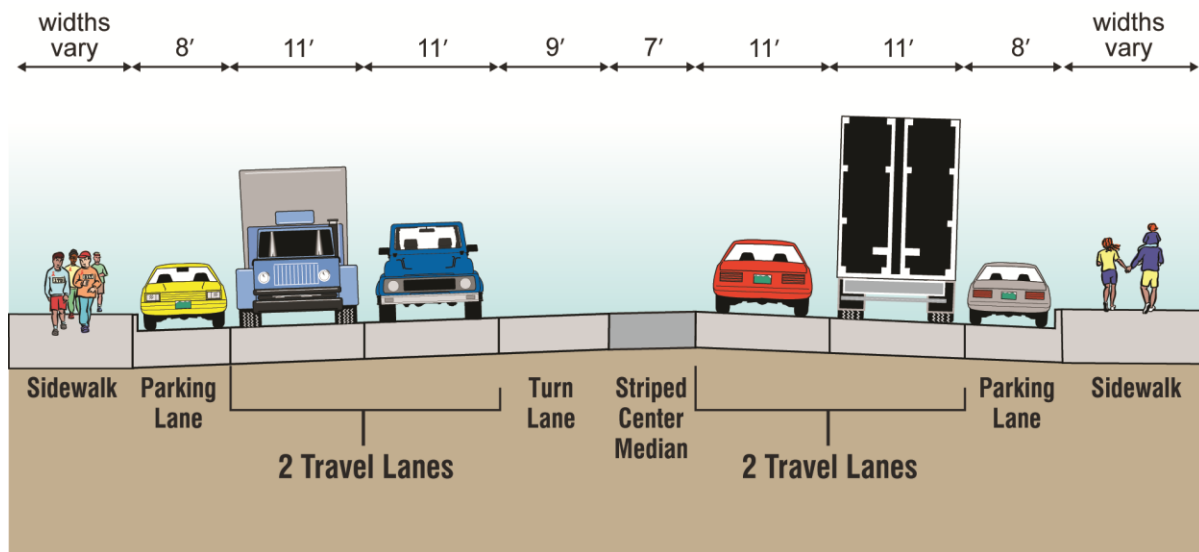 widths
vary
8′
11′
11′
9′
7′
11′
11′
8′
widths
vary
Sidewalk
Parking
Lane
2 Travel Lanes
Turn
Lane
Striped
Center
Median
2 Travel Lanes
Parking
Lane
Sidewalk